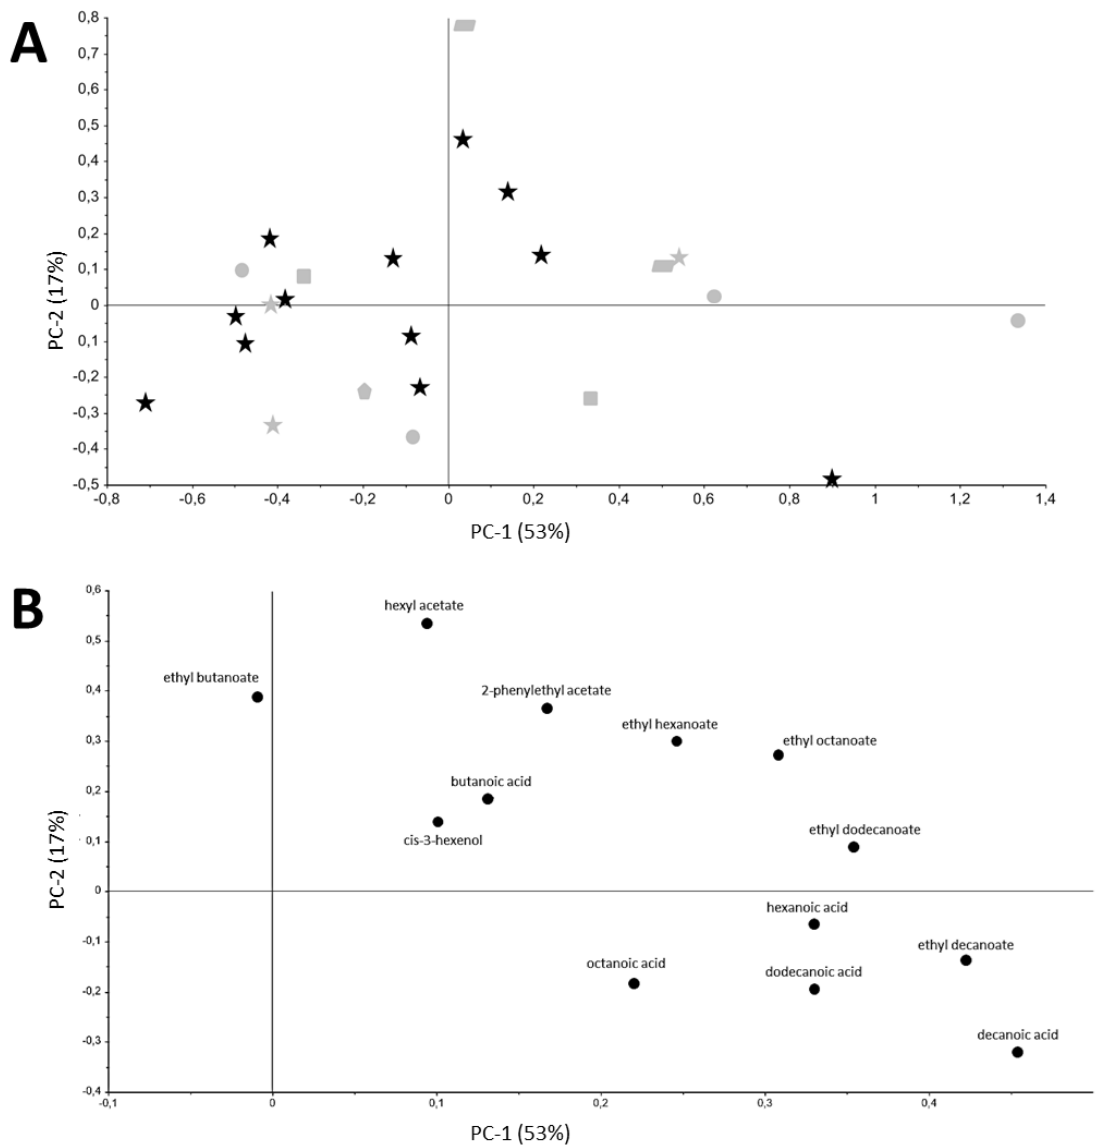 A
0,8
0,7
0,6
0,5
0,4
0,3
0,2
0,1
0
0,1
-0,2
-0,3
-0,4
-0,5
PC-2 (17%)
-0,8 -0,6 -0,4 -0,2 0 0,2 0,4 0,6 0,8 1 1,2 1,4
PC-1 (53%)
B
0,6
0,5
0,4
0,3
0,2
0,1
0
-0,1
-0,2
-0,3
-0,4
PC-2 (17%)
hexyl acetate
ethyl butanoate
2-phenylethyl acetate
ethyl hexanoate
ethyl octanoate
butanoic acid
cis-3-hexenol
ethyl dodecanoate
hexanoic acid
ethyl decanoate
octanoic acid
dodecanoic acid
decanoic acid
-0,1 0 0,1 0,2 0,3 0,4
PC-1 (53%)